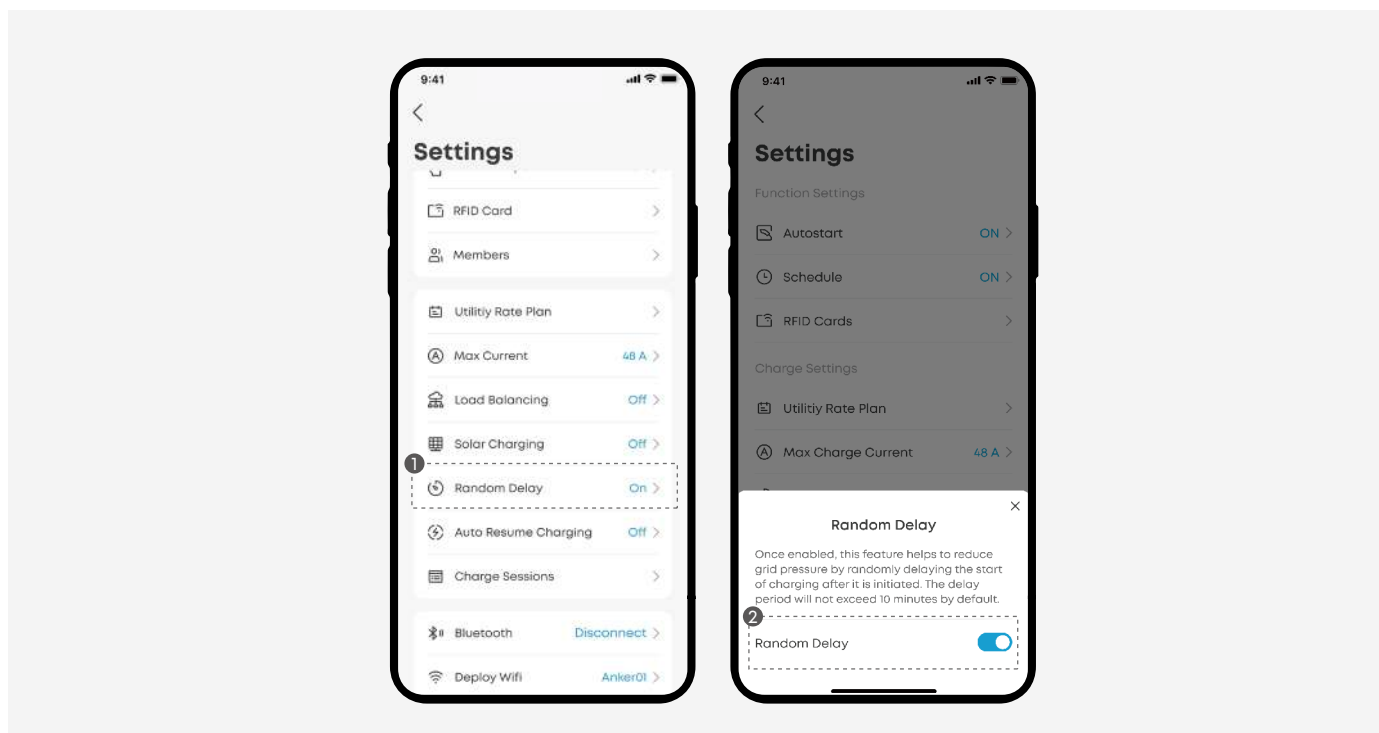 9:41
Settings
RFID Card
Members
Utilitiy Rate Plan
Max Current 48 A
Load Balancing Off
Solar Charging Off
1
Random Delay On
Auto Resume Charging Off
Charge Sessions
Bluetooth Disconnect
Deploy Wifi Anker01
9:41
Settings
Function Settings
Autostart ON
Schedule ON
RFID Cards
Charge Settings
Utilitiy Rate Plan
Max Charge Current 48 A
Random Delay
Once enabled, this feature helps to reduce
grid pressure by randomly delaying the start
of charging after it is initiated. The delay
period will not exceed 10 minutes by default.
2
Random Delay